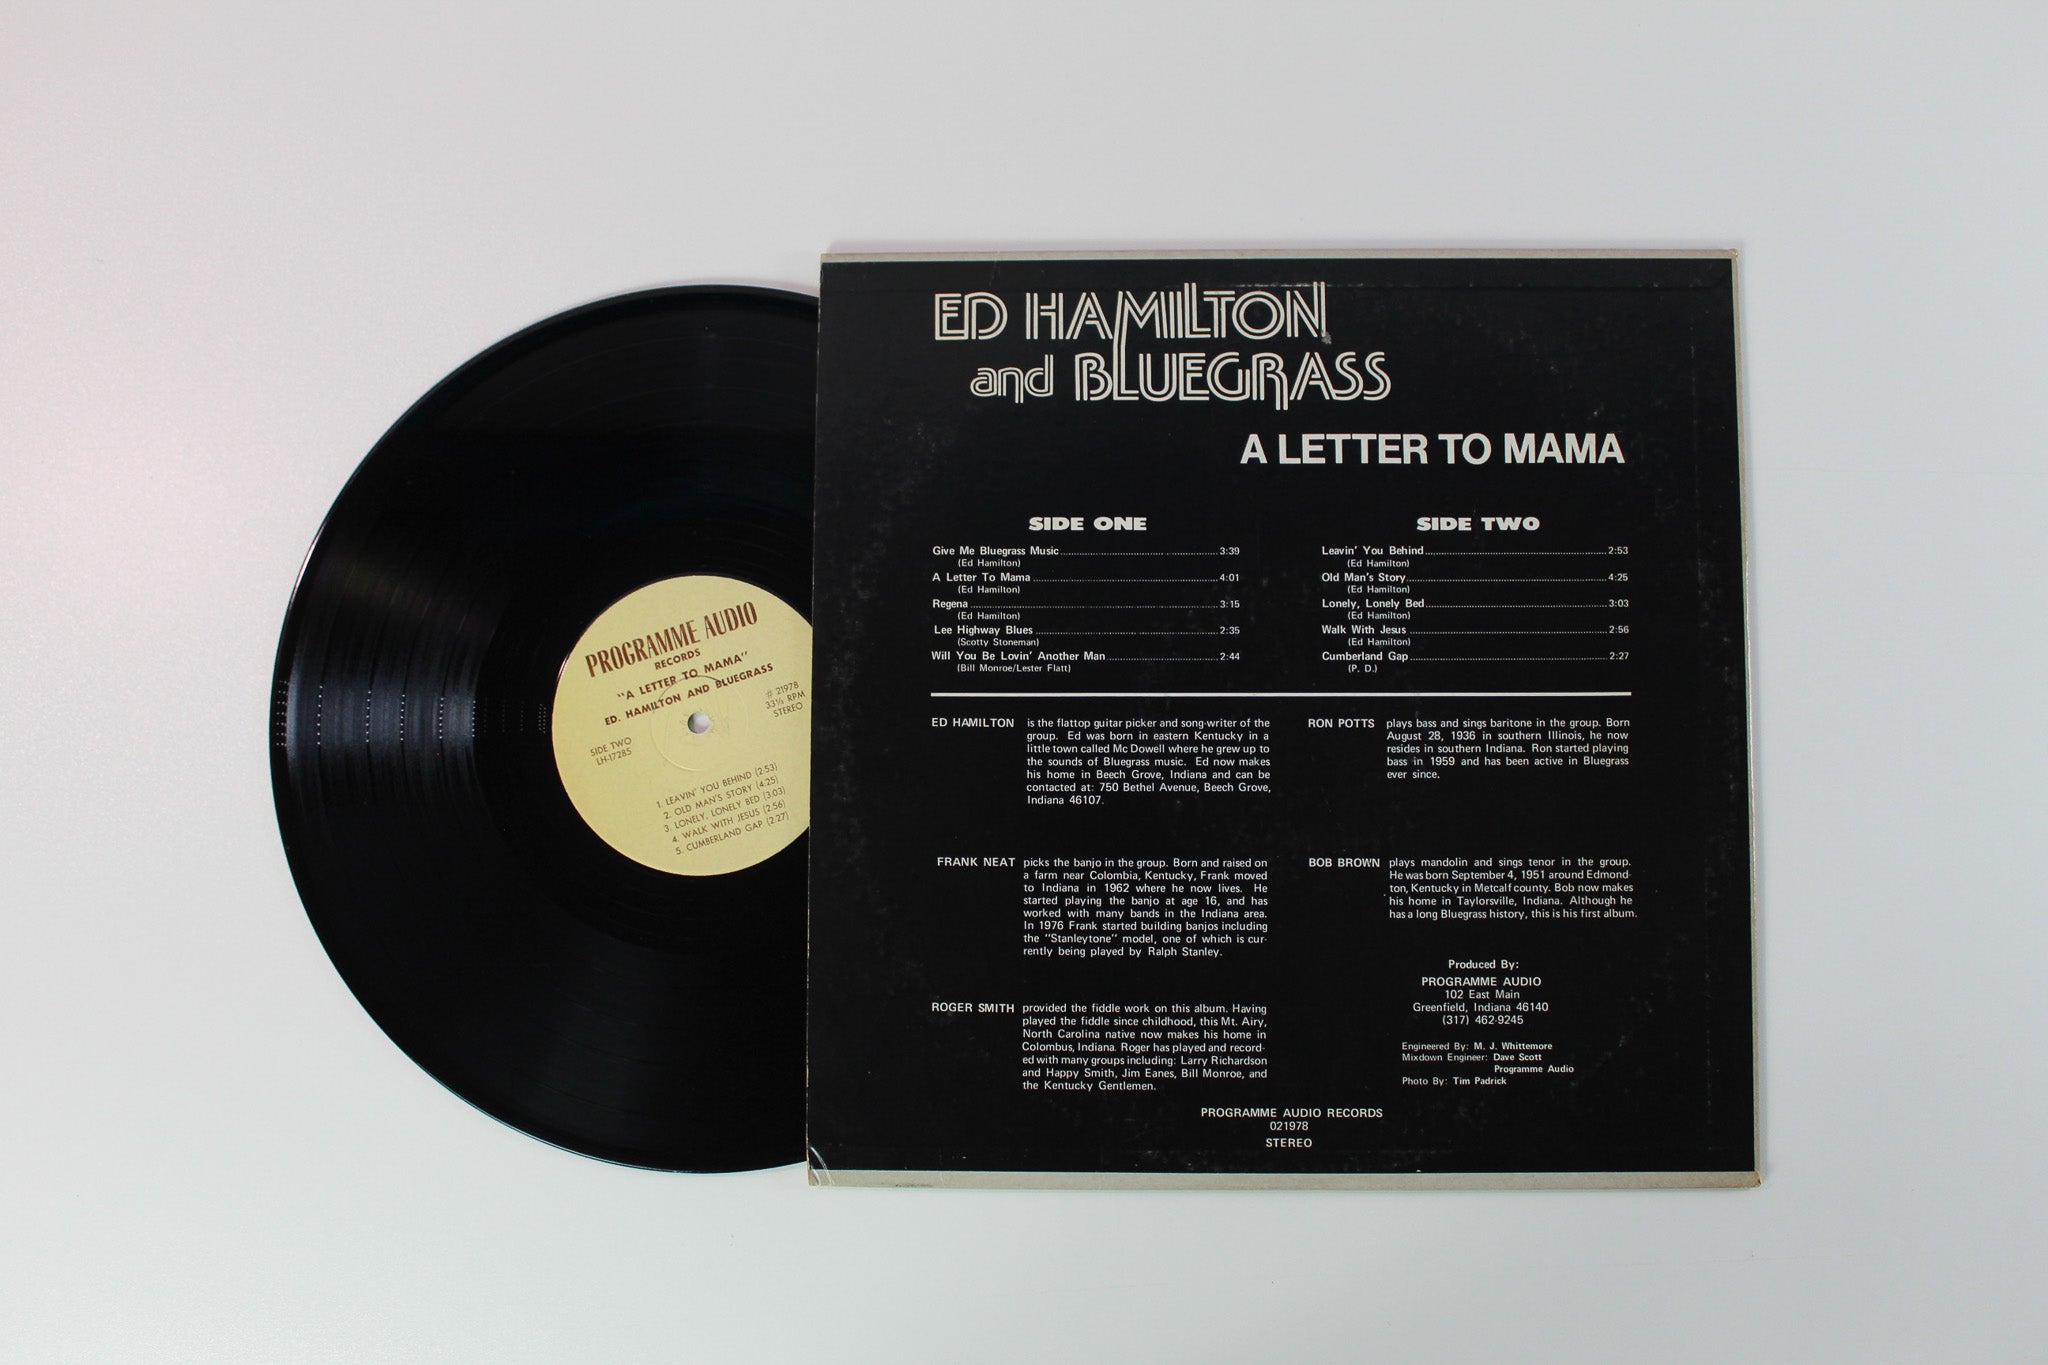 PROGRAMME AUDIO
RECORDS
"A LETTER TO MAMA"
ED. HAMILTON AND BLUEGRASS
# 21978
33⅓ RPM
STEREO
SIDE TWO
LH-17285
1. LEAVIN' YOU BEHIND (2:53)
2. OLD MAN'S STORY (4:25)
3. LONELY, LONELY BED (3:03)
4. WALK WITH JESUS (2:56)
5. CUMBERLAND GAP (2:27)
ED HAMILTON
and BLUEGRASS
A LETTER TO MAMA
SIDE ONE
Give Me Bluegrass Music 3:39
(Ed Hamilton)
A Letter To Mama 4:01
(Ed Hamilton)
Regena 3:15
(Ed Hamilton)
Lee Highway Blues 2:35
(Scotty Stoneman)
Will You Be Lovin' Another Man 2:44
(Bill Monroe/Lester Flatt)
SIDE TWO
Leavin' You Behind 2:53
(Ed Hamilton)
Old Man's Story 4:25
(Ed Hamilton)
Lonely, Lonely Bed 3:03
(Ed Hamilton)
Walk With Jesus 2:56
(Ed Hamilton)
Cumberland Gap 2:27
(P. D.)
ED HAMILTON is the flattop guitar picker and song-writer of the
group. Ed was born in eastern Kentucky in a
little town called Mc Dowell where he grew up to
the sounds of Bluegrass music. Ed now makes
his home in Beech Grove, Indiana and can be
contacted at: 750 Bethel Avenue, Beech Grove,
Indiana 46107.
FRANK NEAT picks the banjo in the group. Born and raised on
a farm near Colombia, Kentucky, Frank moved
to Indiana in 1962 where he now lives. He
started playing the banjo at age 16, and has
worked with many bands in the Indiana area.
In 1976 Frank started building banjos including
the "Stanleytone" model, one of which is cur-
rently being played by Ralph Stanley.
ROGER SMITH provided the fiddle work on this album. Having
played the fiddle since childhood, this Mt. Airy,
North Carolina native now makes his home in
Colombus, Indiana. Roger has played and record-
ed with many groups including: Larry Richardson
and Happy Smith, Jim Eanes, Bill Monroe, and
the Kentucky Gentlemen.
RON POTTS plays bass and sings baritone in the group. Born
August 28, 1936 in southern Illinois, he now
resides in southern Indiana. Ron started playing
bass in 1959 and has been active in Bluegrass
ever since.
BOB BROWN plays mandolin and sings tenor in the group.
He was born September 4, 1951 around Edmond-
ton, Kentucky in Metcalf county. Bob now makes
his home in Taylorsville, Indiana. Although he
has a long Bluegrass history, this is his first album.
Produced By:
PROGRAMME AUDIO
102 East Main
Greenfield, Indiana 46140
(317) 462-9245
Engineered By: M. J. Whittemore
Mixdown Engineer: Dave Scott
Programme Audio
Photo By: Tim Padrick
PROGRAMME AUDIO RECORDS
021978
STEREO